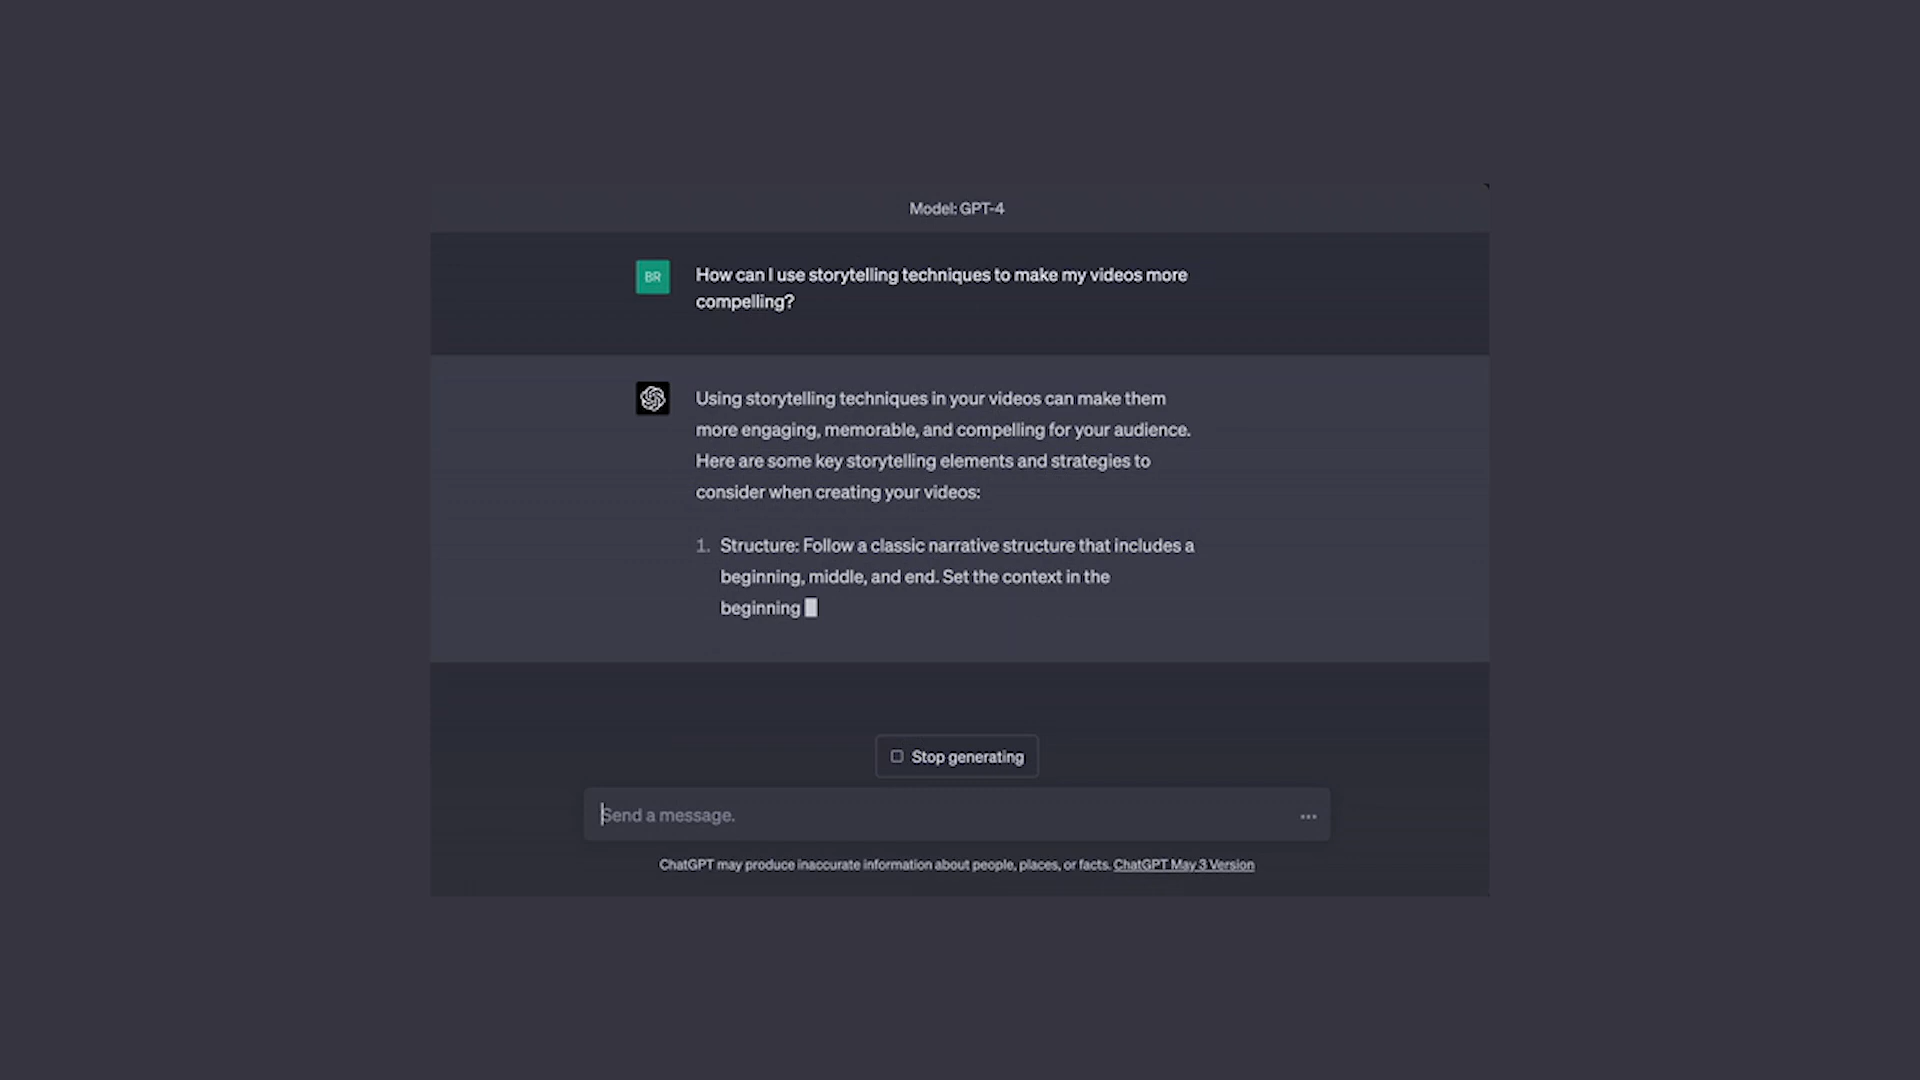 Model: GPT-4
BR
How can I use storytelling techniques to make my videos more
compelling?
Using storytelling techniques in your videos can make them
more engaging, memorable, and compelling for your audience.
Here are some key storytelling elements and strategies to
consider when creating your videos:
1. Structure: Follow a classic narrative structure that includes a
beginning, middle, and end. Set the context in the
beginning
Stop generating
Send a message.
ChatGPT may produce inaccurate information about people, places, or facts. ChatGPT May 3 Version